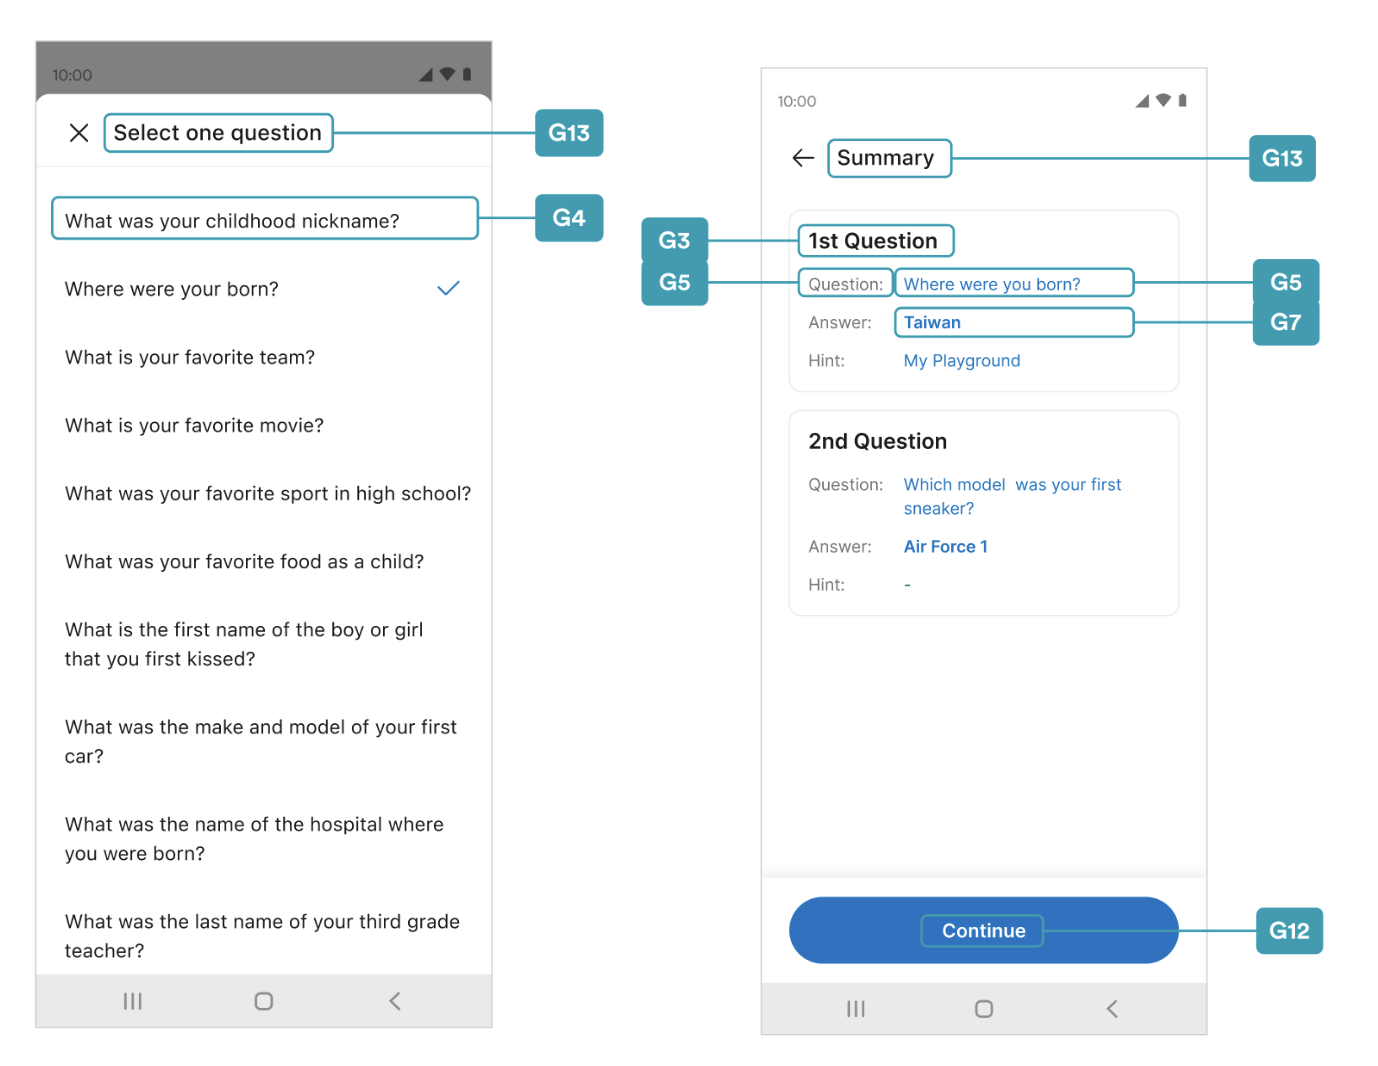 10:00
Select one question
G13
What was your childhood nickname?
G4
Where were your born?
What is your favorite team?
What is your favorite movie?
What was your favorite sport in high school?
What was your favorite food as a child?
What is the first name of the boy or girl
that you first kissed?
What was the make and model of your first
car?
What was the name of the hospital where
you were born?
What was the last name of your third grade
teacher?
10:00
Summary
G13
G3
1st Question
G5
Question: Where were you born?
G5
Answer: Taiwan
G7
Hint: My Playground
2nd Question
Question: Which model was your first
sneaker?
Answer: Air Force 1
Hint: -
Continue
G12